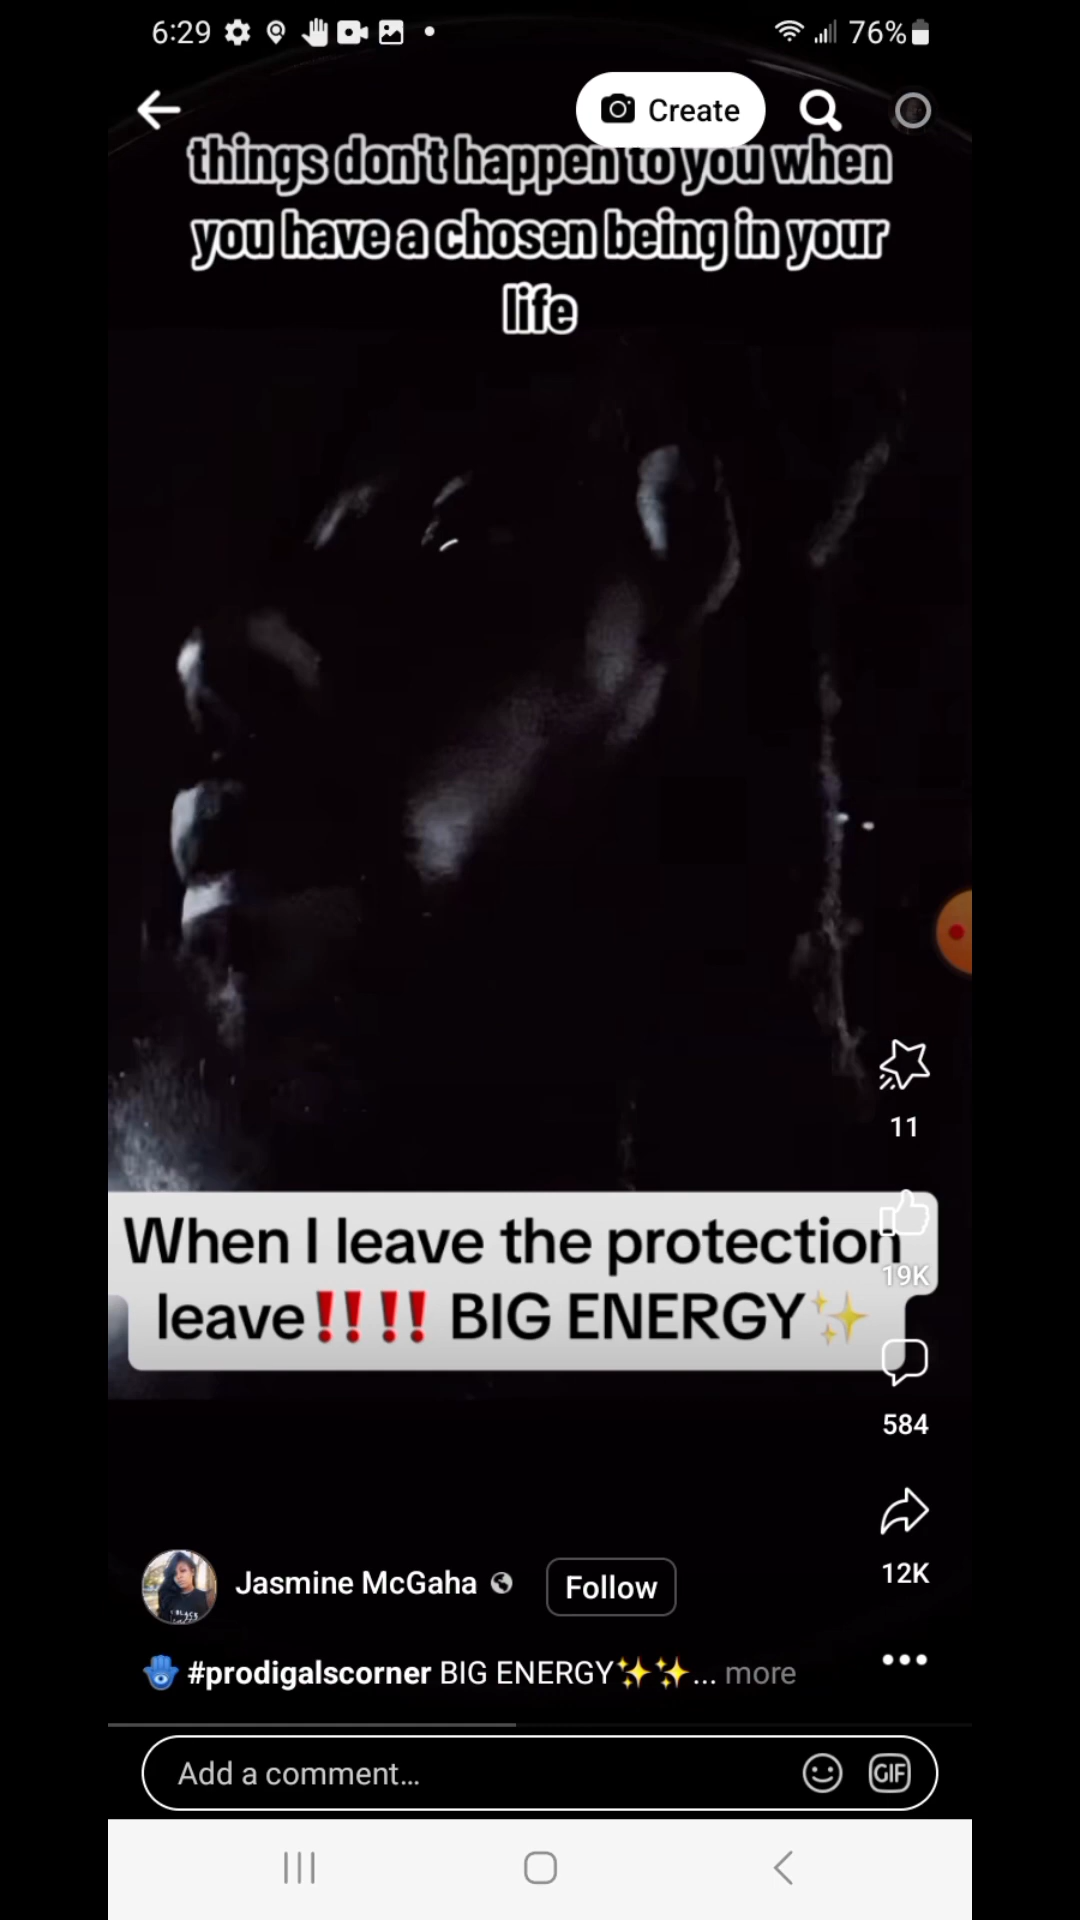 6:29
76%
Create
things don't happen to you when
you have a chosen being in your
life
11
When I leave the protection
leave‼️‼️ BIG ENERGY✨
19K
584
12K
Jasmine McGaha
Follow
🪬 #prodigalscorner BIG ENERGY✨✨... more
Add a comment...
GIF